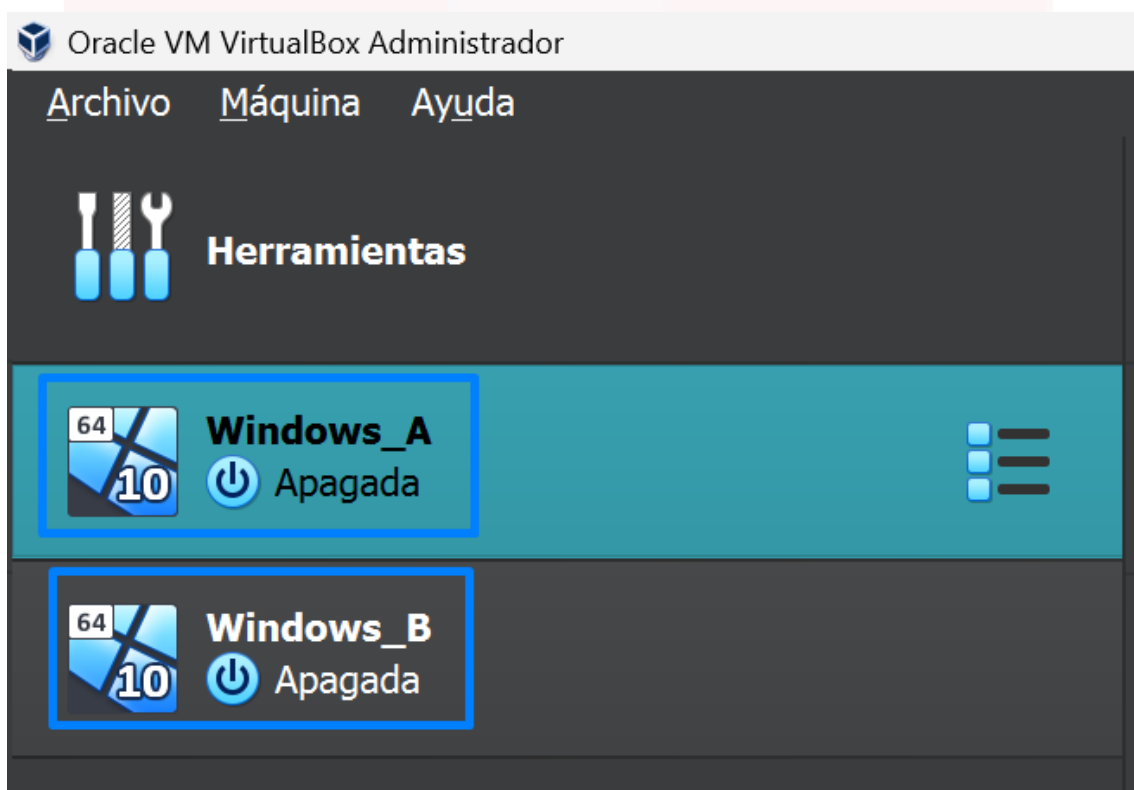 Oracle VM VirtualBox Administrador
Archivo Máquina Ayuda
Herramientas
64
10
Windows_A
Apagada
64
10
Windows_B
Apagada